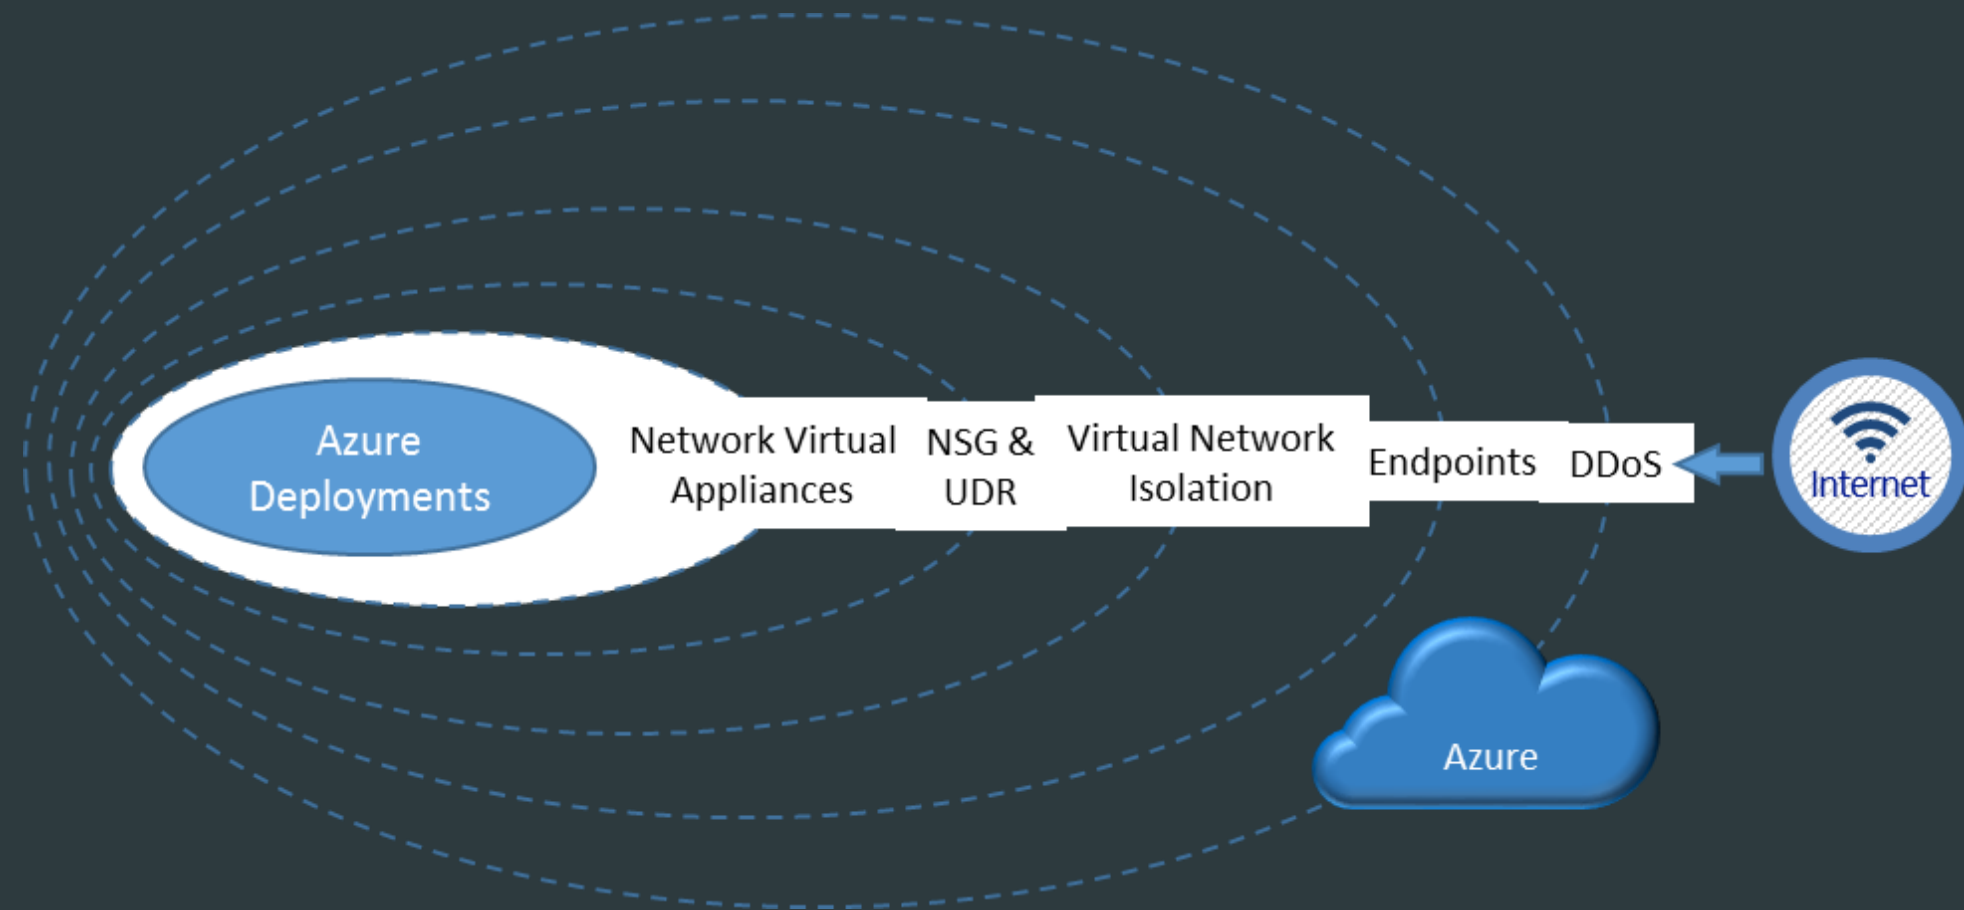 Azure
Deployments
Network Virtual
Appliances
NSG &
UDR
Virtual Network
Isolation
Endpoints
DDoS
Internet
Azure